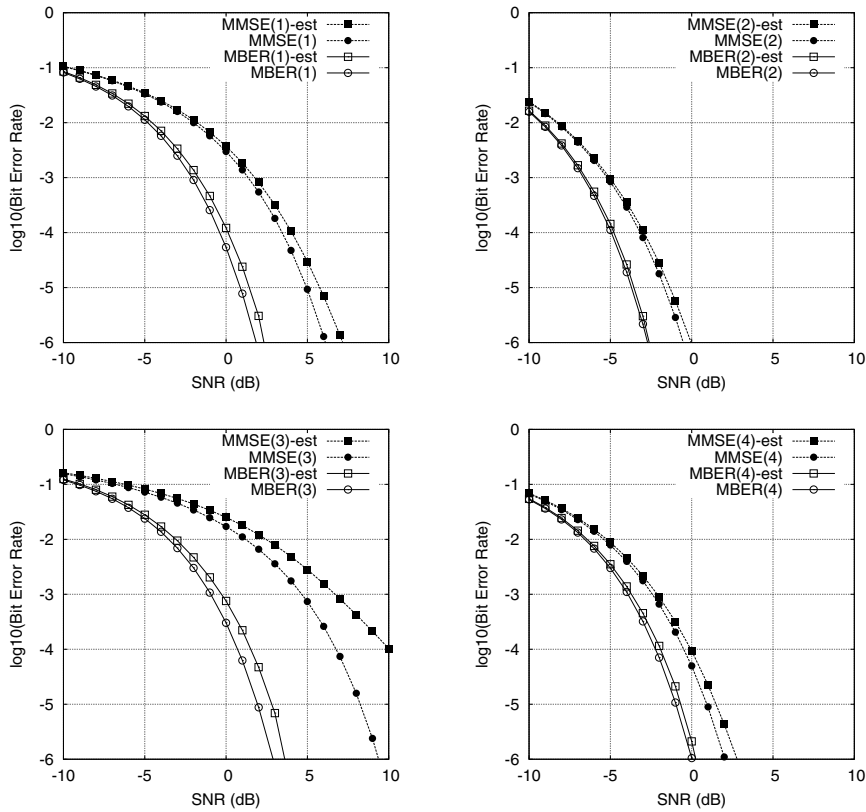 0
-1
-2
-3
-4
-5
-6
-10 -5 0 5 10
log10(Bit Error Rate)
SNR (dB)
MMSE(1)-est
MMSE(1)
MBER(1)-est
MBER(1)
0
-1
-2
-3
-4
-5
-6
-10 -5 0 5 10
log10(Bit Error Rate)
SNR (dB)
MMSE(2)-est
MMSE(2)
MBER(2)-est
MBER(2)
0
-1
-2
-3
-4
-5
-6
-10 -5 0 5 10
log10(Bit Error Rate)
SNR (dB)
MMSE(3)-est
MMSE(3)
MBER(3)-est
MBER(3)
0
-1
-2
-3
-4
-5
-6
-10 -5 0 5 10
log10(Bit Error Rate)
SNR (dB)
MMSE(4)-est
MMSE(4)
MBER(4)-est
MBER(4)